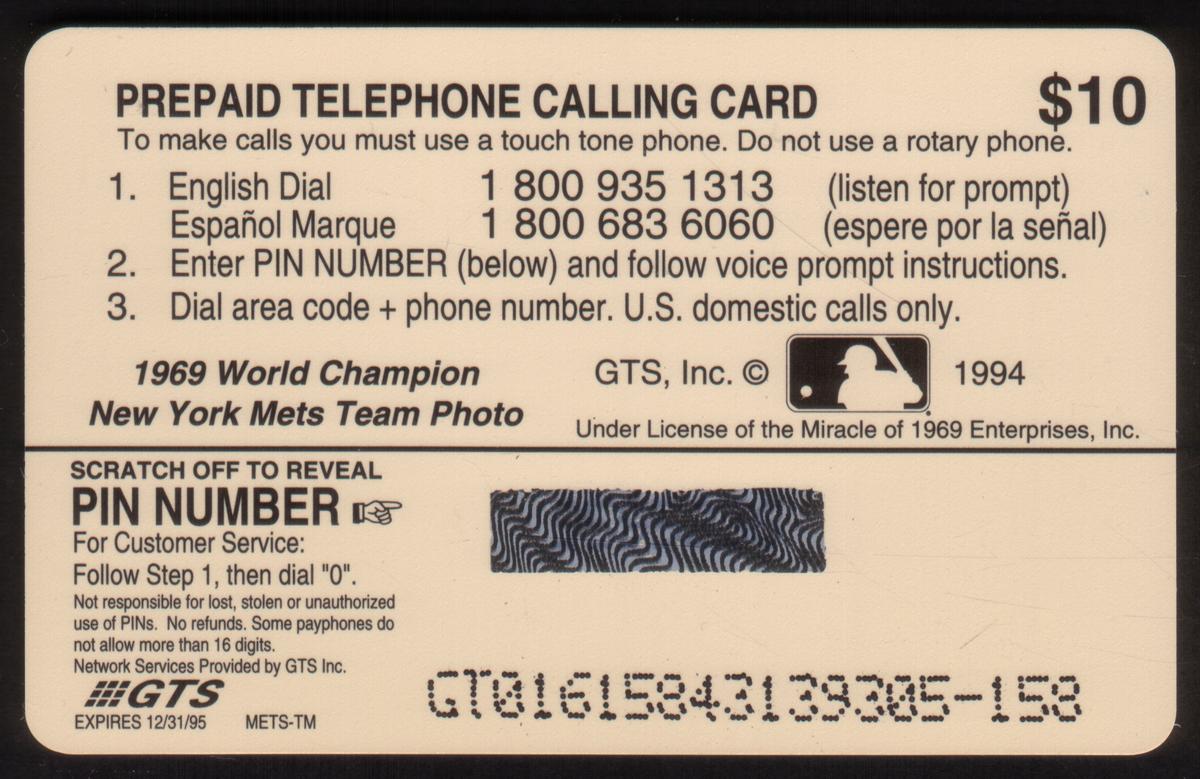 PREPAID TELEPHONE CALLING CARD $10
To make calls you must use a touch tone phone. Do not use a rotary phone.
1. English Dial 1 800 935 1313 (listen for prompt)
Español Marque 1 800 683 6060 (espere por la señal)
2. Enter PIN NUMBER (below) and follow voice prompt instructions.
3. Dial area code + phone number. U.S. domestic calls only.
1969 World Champion
New York Mets Team Photo
GTS, Inc. © 1994
Under License of the Miracle of 1969 Enterprises, Inc.
SCRATCH OFF TO REVEAL
PIN NUMBER
For Customer Service:
Follow Step 1, then dial "0".
Not responsible for lost, stolen or unauthorized
use of PINs. No refunds. Some payphones do
not allow more than 16 digits.
Network Services Provided by GTS Inc.
GTS
EXPIRES 12/31/95 METS-TM
GT01615843139305-158